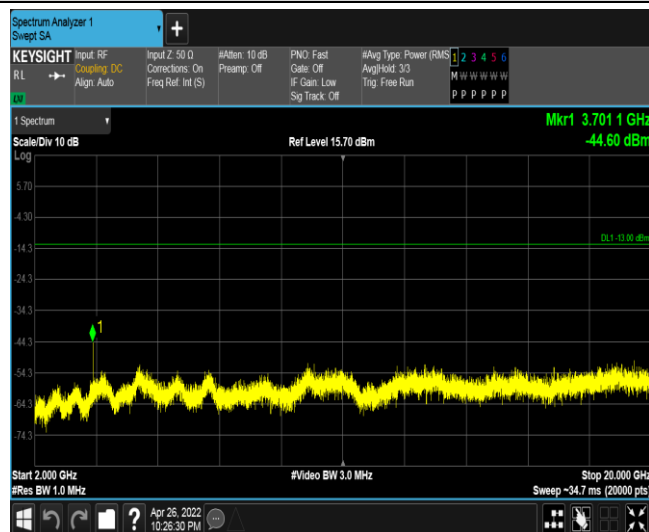 Spectrum Analyzer 1
Swept SA
+
KEYSIGHT Input: RF Input Z: 50 Ω #Atten: 10 dB PNO: Fast #Avg Type: Power (RMS 1 2 3 4 5 6
RL Coupling: DC Corrections: On Preamp: Off Gate: Off Avg|Hold: 3/3 M W W W W W
Align: Auto Freq Ref: Int (S) IF Gain: Low Trig: Free Run
Sig Track: Off P P P P P P
1 Spectrum Mkr1 3.701 1 GHz
Scale/Div 10 dB Ref Level 15.70 dBm -44.60 dBm
Log
5.70
-4.30
DL1 -13.00 dBm
-14.3
-24.3
-34.3
1
-44.3
-54.3
-64.3
-74.3
Start 2.000 GHz #Video BW 3.0 MHz Stop 20.000 GHz
#Res BW 1.0 MHz Sweep ~34.7 ms (20000 pts)
? Apr 26, 2022
10:26:30 PM